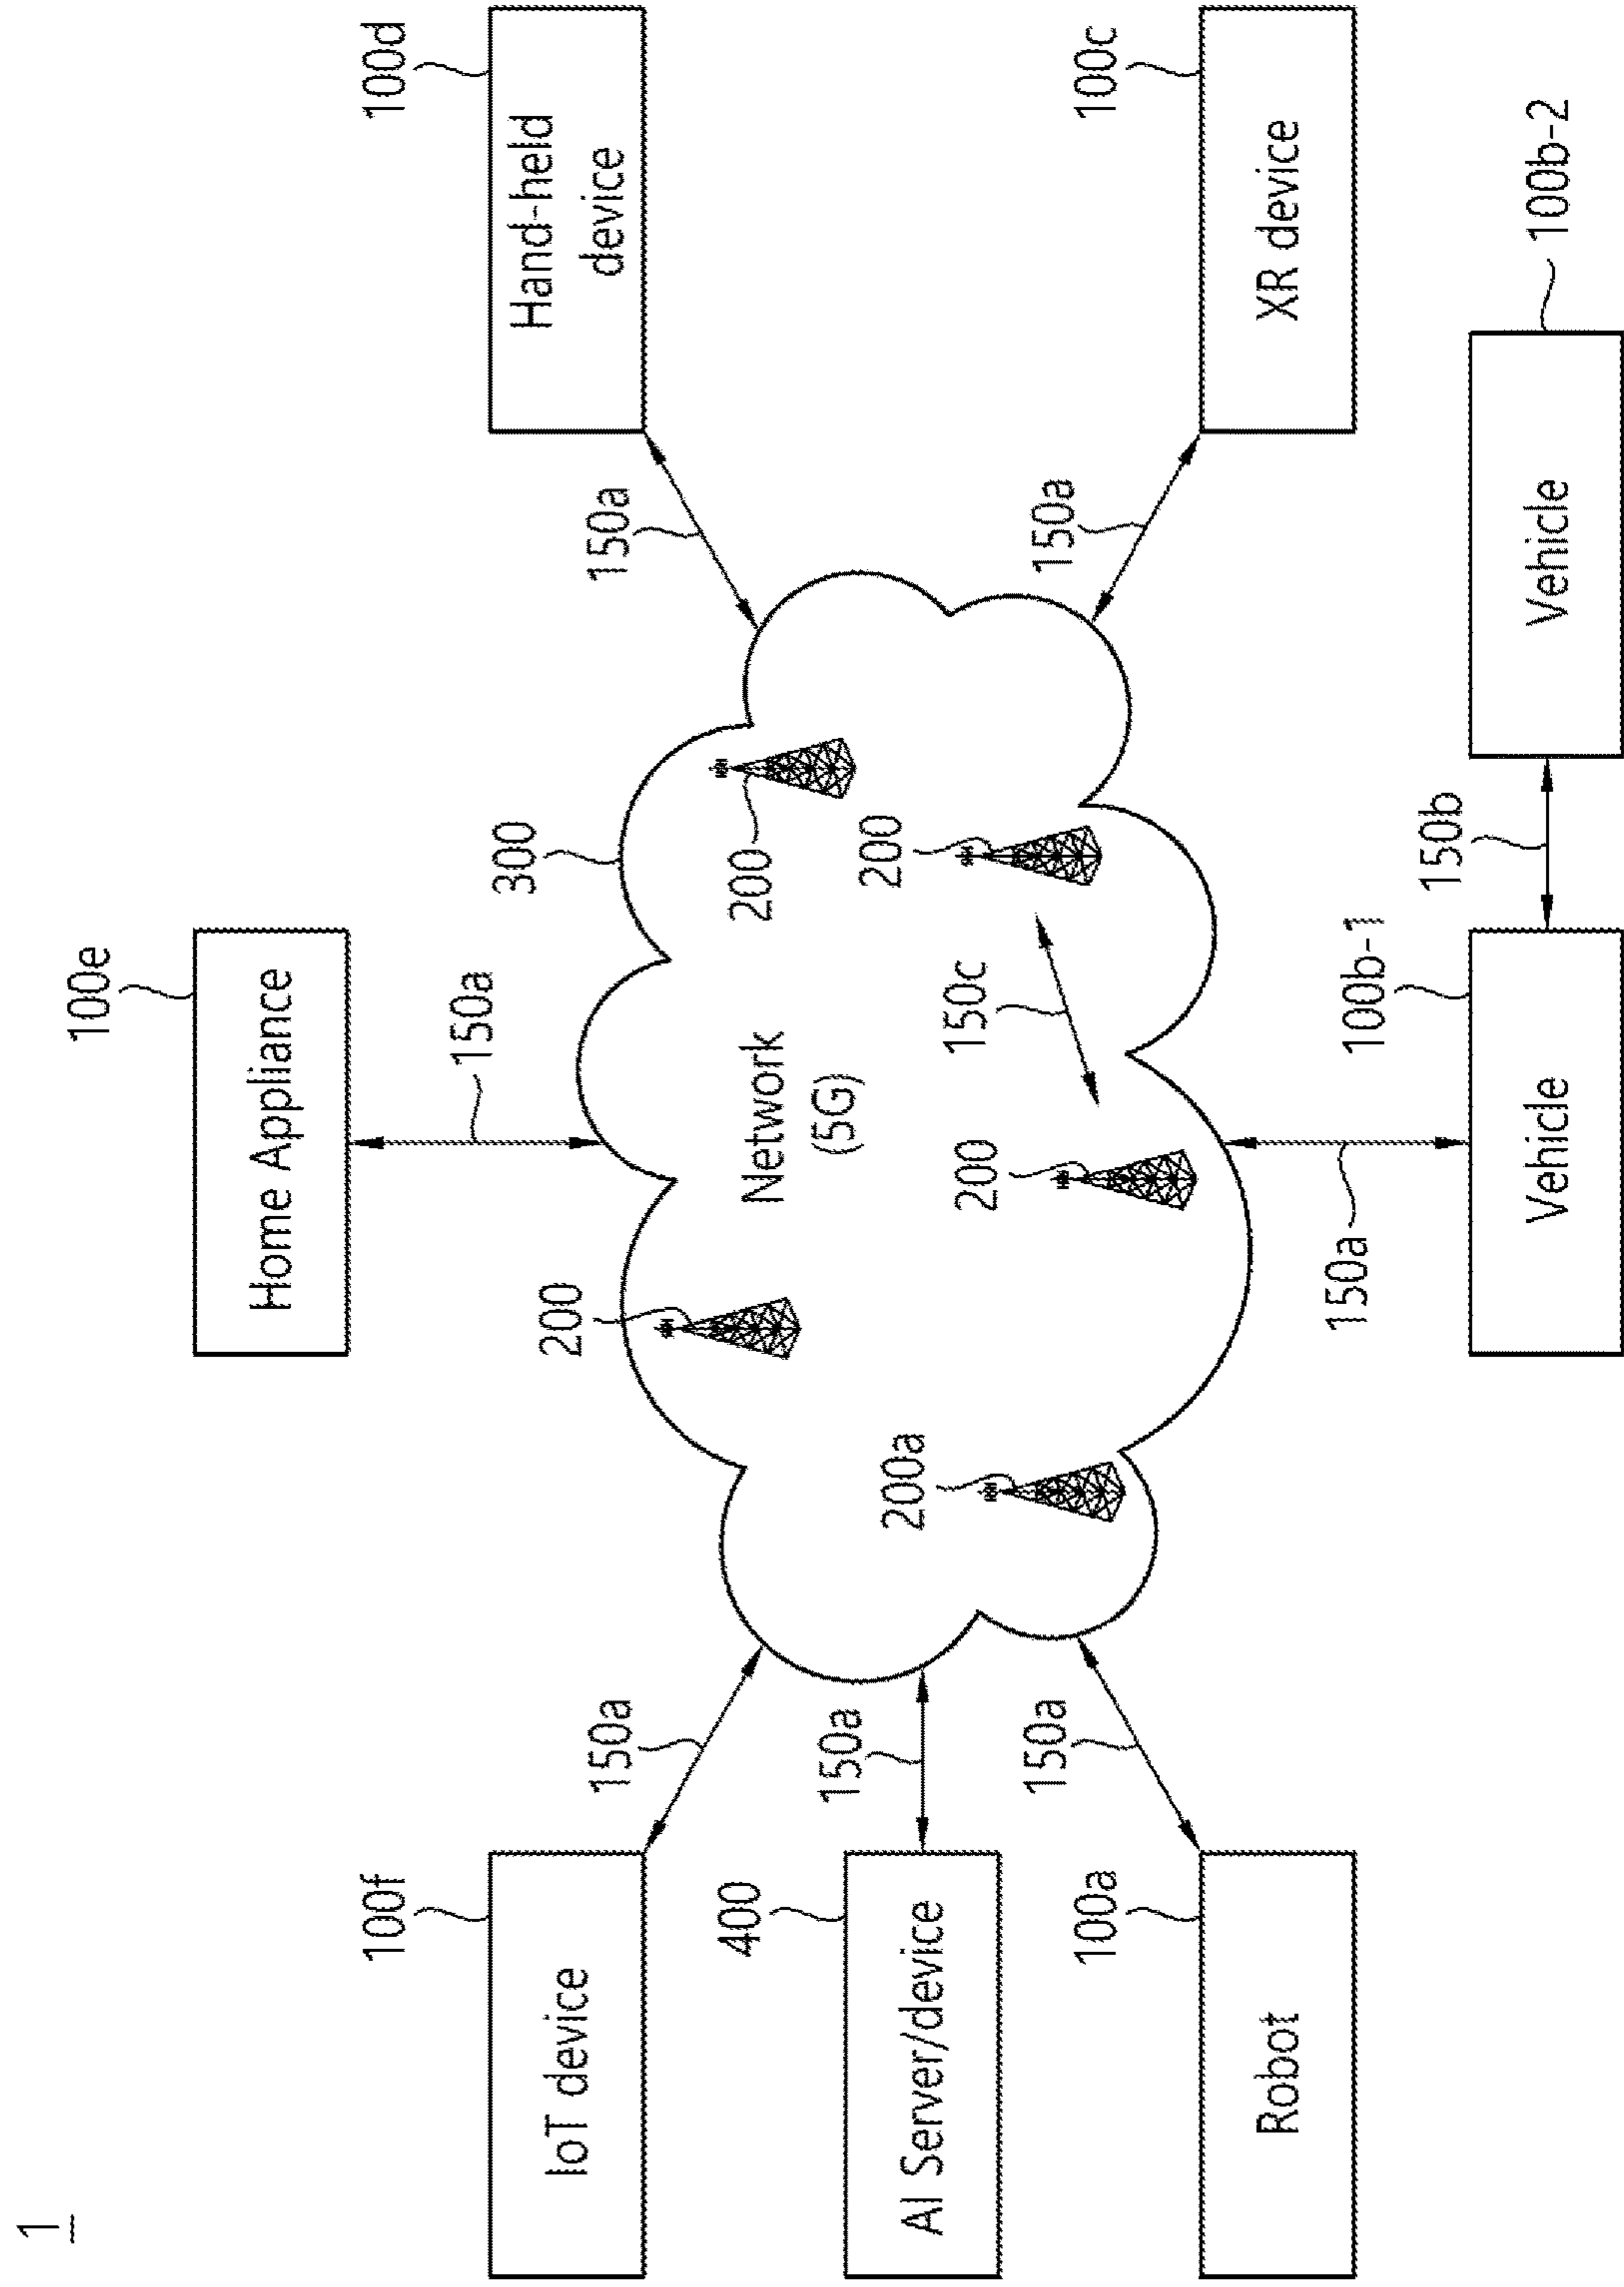 1
100e
Home Appliance
150a
100f
IoT device
150a
100d
Hand-held
device
150a
300
200
200
Network
(5G)
200
200
200a
150c
200
400
AI Server/device
150a
100a
Robot
150a
100c
XR device
150a
150a
100b-1
Vehicle
150b
100b-2
Vehicle